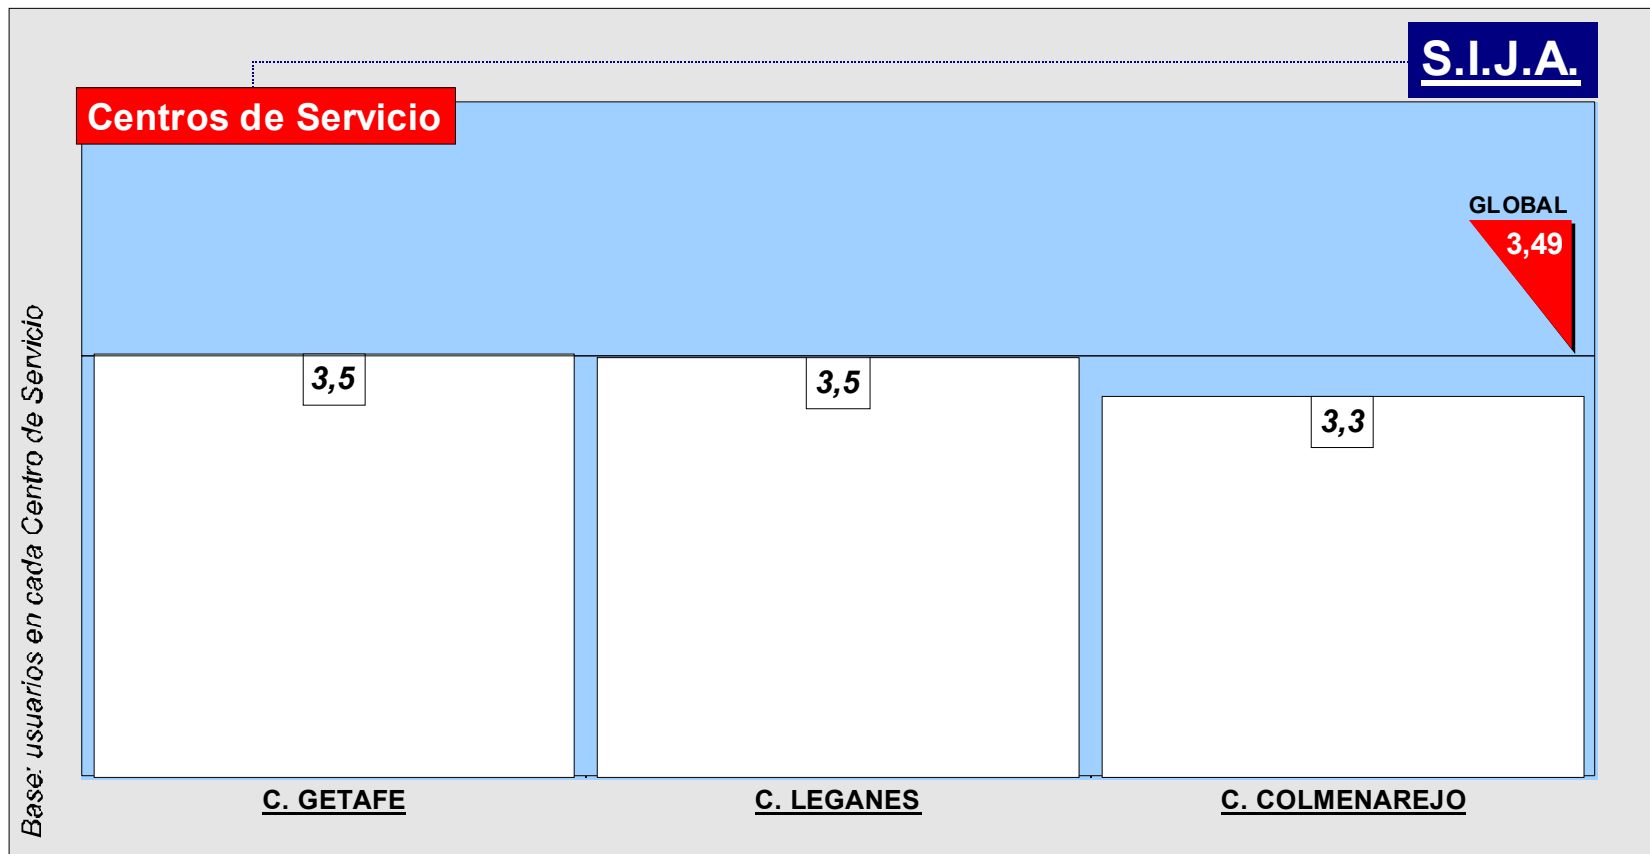 S.I.J.A.
Centros de Servicio
GLOBAL
3,49
3,5
3,5
3,3
C. GETAFE
C. LEGANES
C. COLMENAREJO
Base: usuarios en cada Centro de Servicio